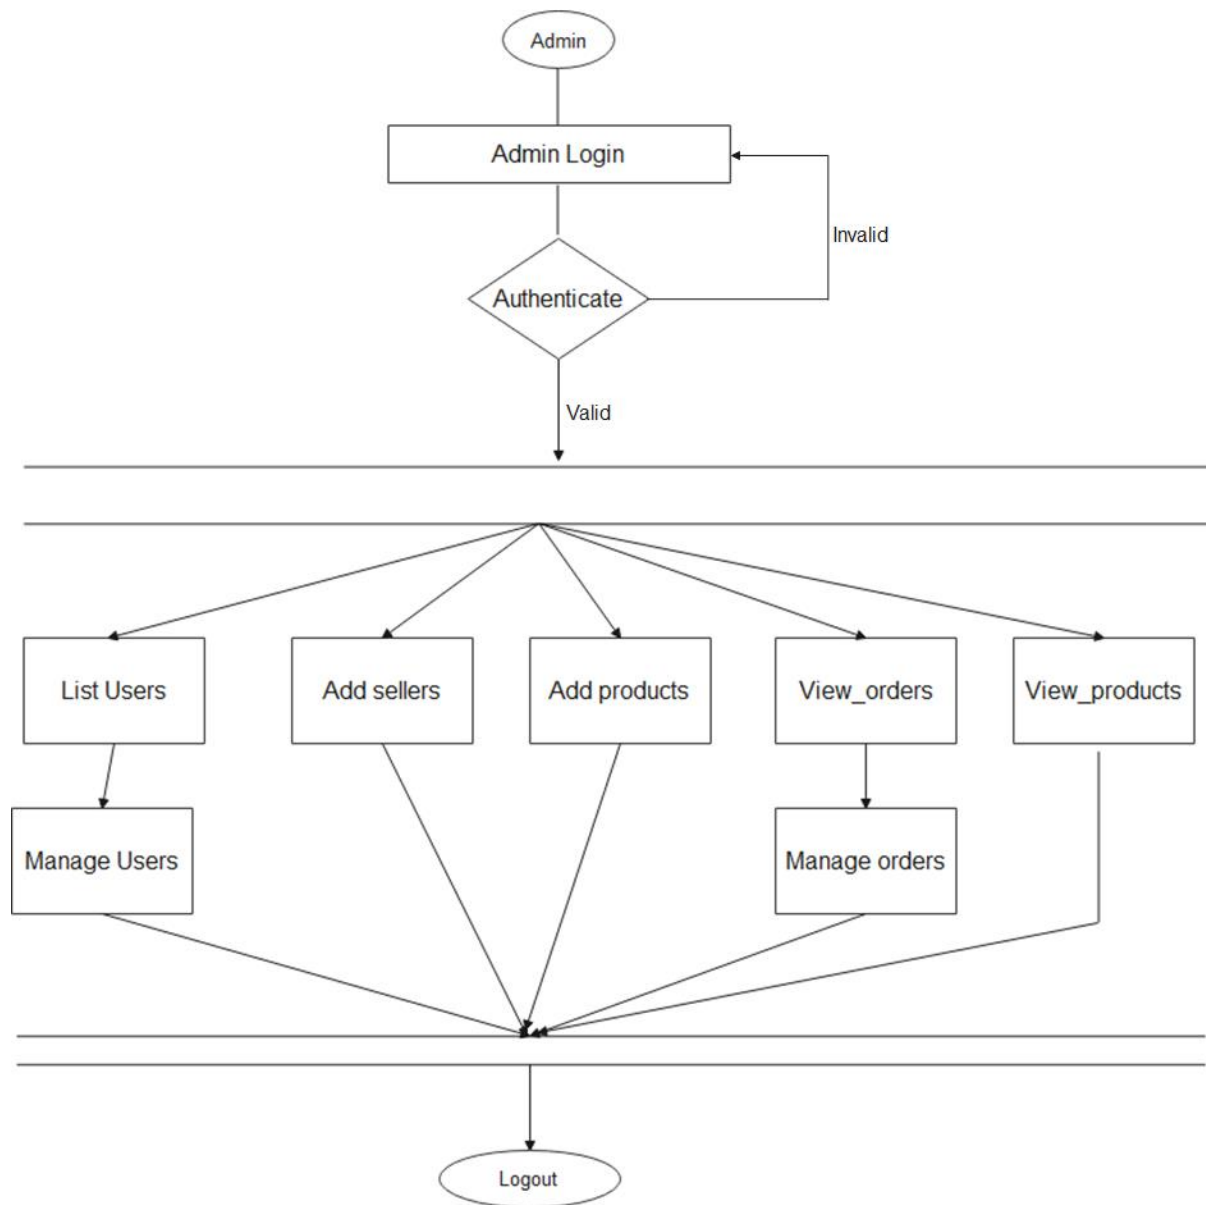 Admin
Admin Login
Invalid
Authenticate
Valid
List Users
Add sellers
Add products
View_orders
View_products
Manage Users
Manage orders
Logout